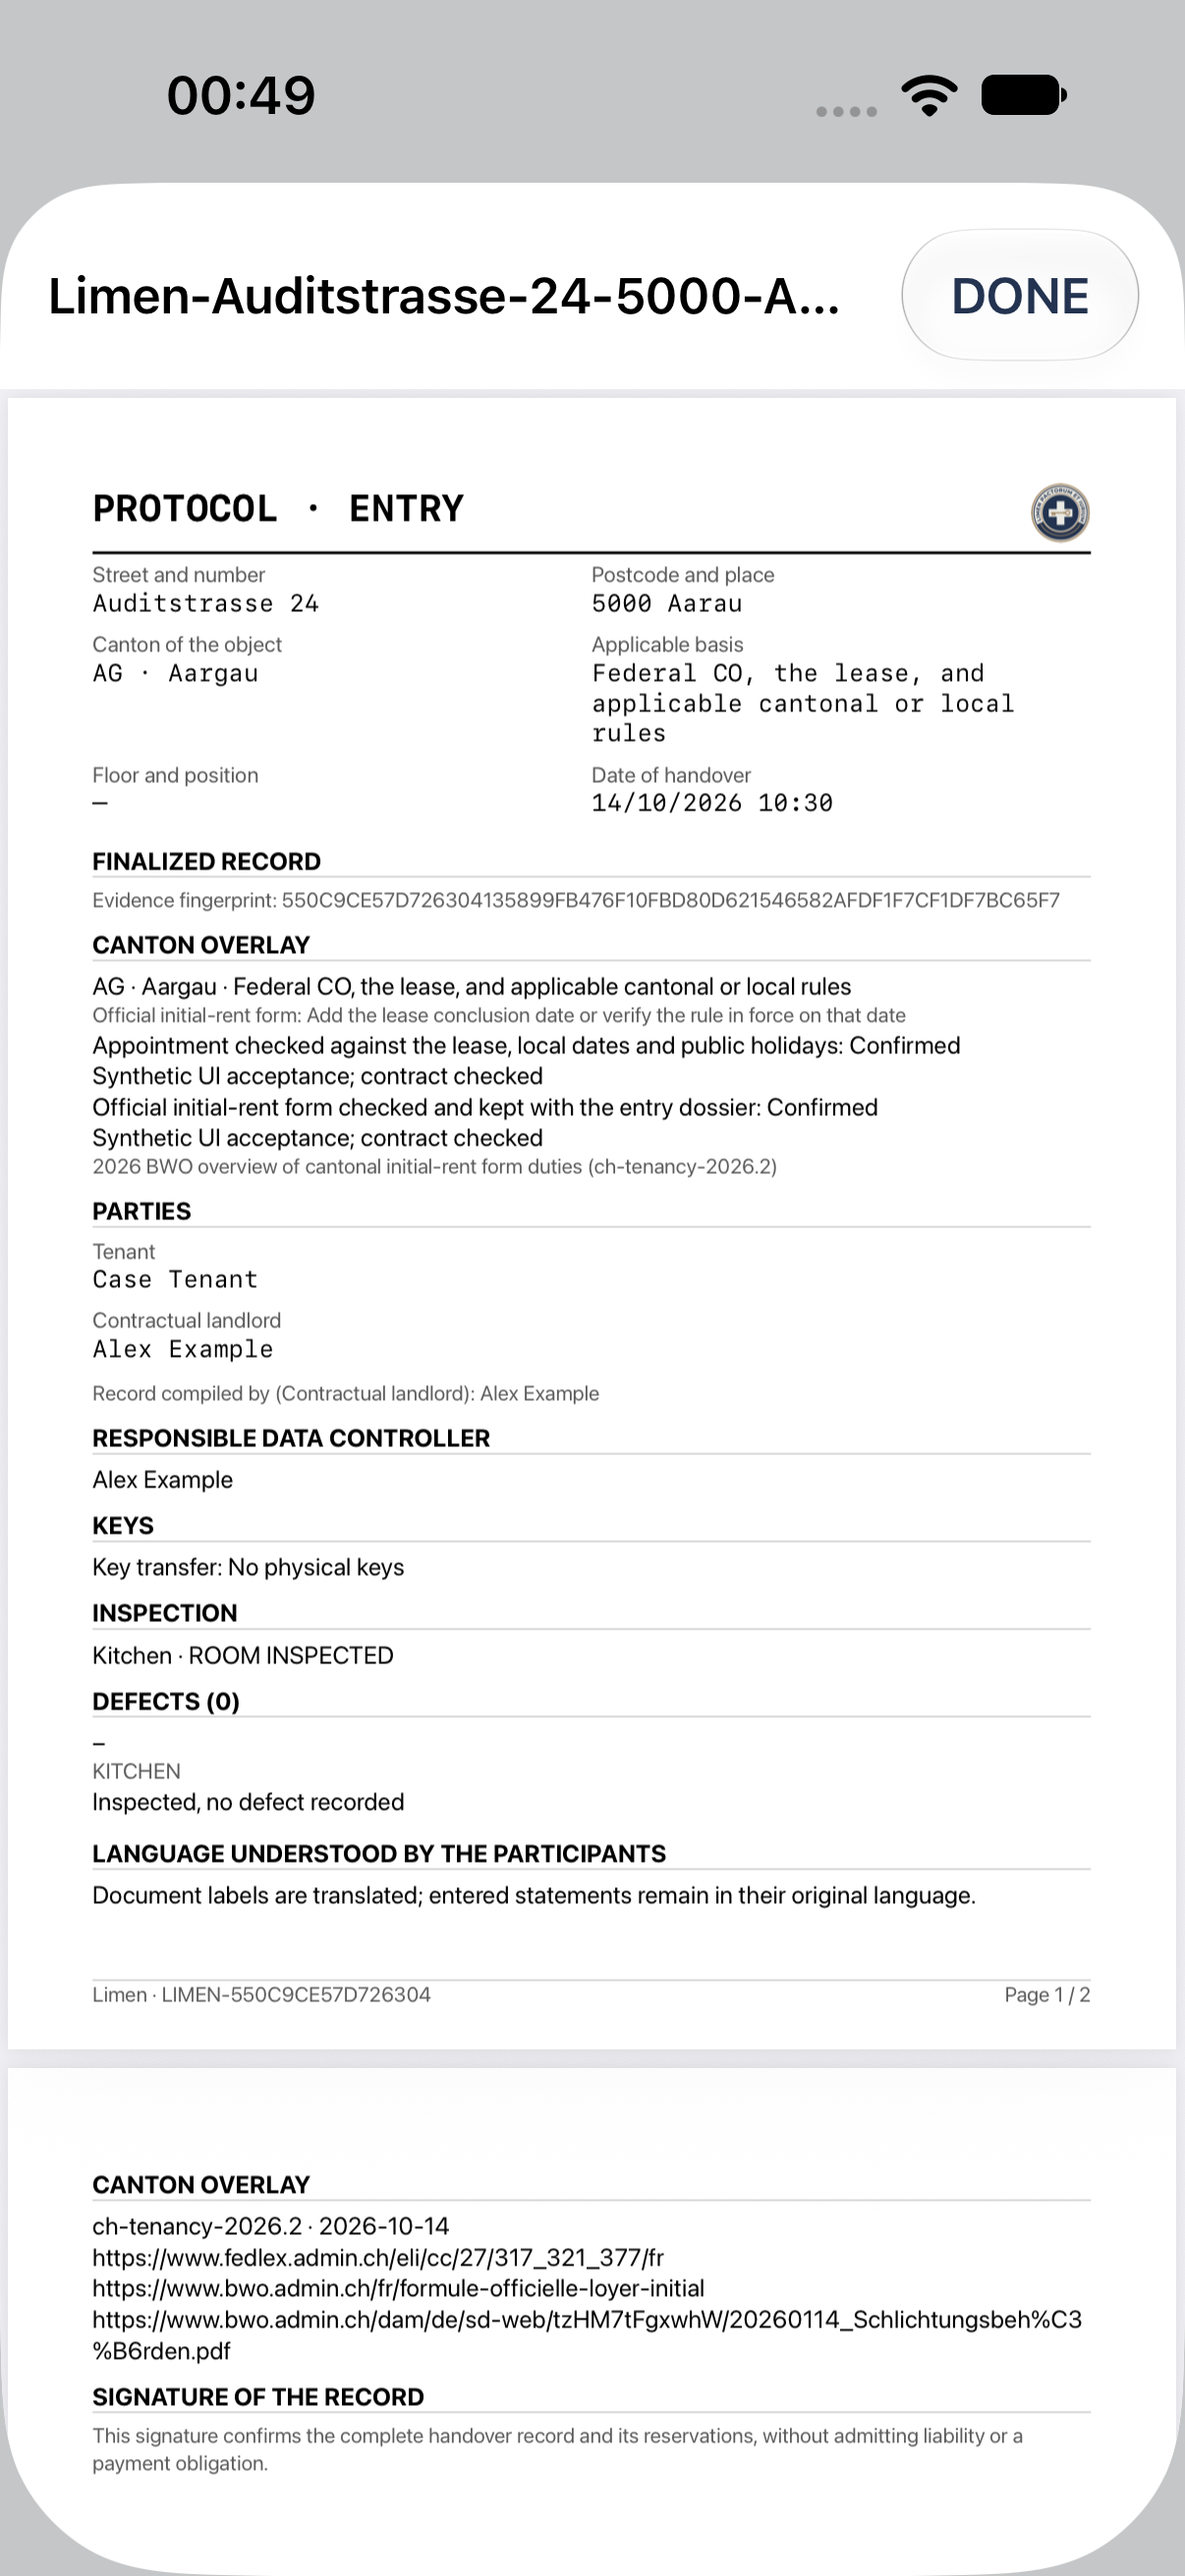 00:49
Limen-Auditstrasse-24-5000-A...
DONE
PROTOCOL · ENTRY
Street and number
Postcode and place
Auditstrasse 24
5000 Aarau
Canton of the object
Applicable basis
AG · Aargau
Federal CO, the lease, and
applicable cantonal or local
rules
Floor and position
Date of handover
—
14/10/2026 10:30
FINALIZED RECORD
Evidence fingerprint: 550C9CE57D726304135899FB476F10FBD80D621546582AFDF1F7CF1DF7BC65F7
CANTON OVERLAY
AG · Aargau · Federal CO, the lease, and applicable cantonal or local rules
Official initial-rent form: Add the lease conclusion date or verify the rule in force on that date
Appointment checked against the lease, local dates and public holidays: Confirmed
Synthetic UI acceptance; contract checked
Official initial-rent form checked and kept with the entry dossier: Confirmed
Synthetic UI acceptance; contract checked
2026 BWO overview of cantonal initial-rent form duties (ch-tenancy-2026.2)
PARTIES
Tenant
Case Tenant
Contractual landlord
Alex Example
Record compiled by (Contractual landlord): Alex Example
RESPONSIBLE DATA CONTROLLER
Alex Example
KEYS
Key transfer: No physical keys
INSPECTION
Kitchen · ROOM INSPECTED
DEFECTS (0)
–
KITCHEN
Inspected, no defect recorded
LANGUAGE UNDERSTOOD BY THE PARTICIPANTS
Document labels are translated; entered statements remain in their original language.
Limen · LIMEN-550C9CE57D726304
Page 1 / 2
CANTON OVERLAY
ch-tenancy-2026.2 · 2026-10-14
https://www.fedlex.admin.ch/eli/cc/27/317_321_377/fr
https://www.bwo.admin.ch/fr/formule-officielle-loyer-initial
https://www.bwo.admin.ch/dam/de/sd-web/tzHM7tFgxwhW/20260114_Schlichtungsbeh%C3
%B6rden.pdf
SIGNATURE OF THE RECORD
This signature confirms the complete handover record and its reservations, without admitting liability or a
payment obligation.